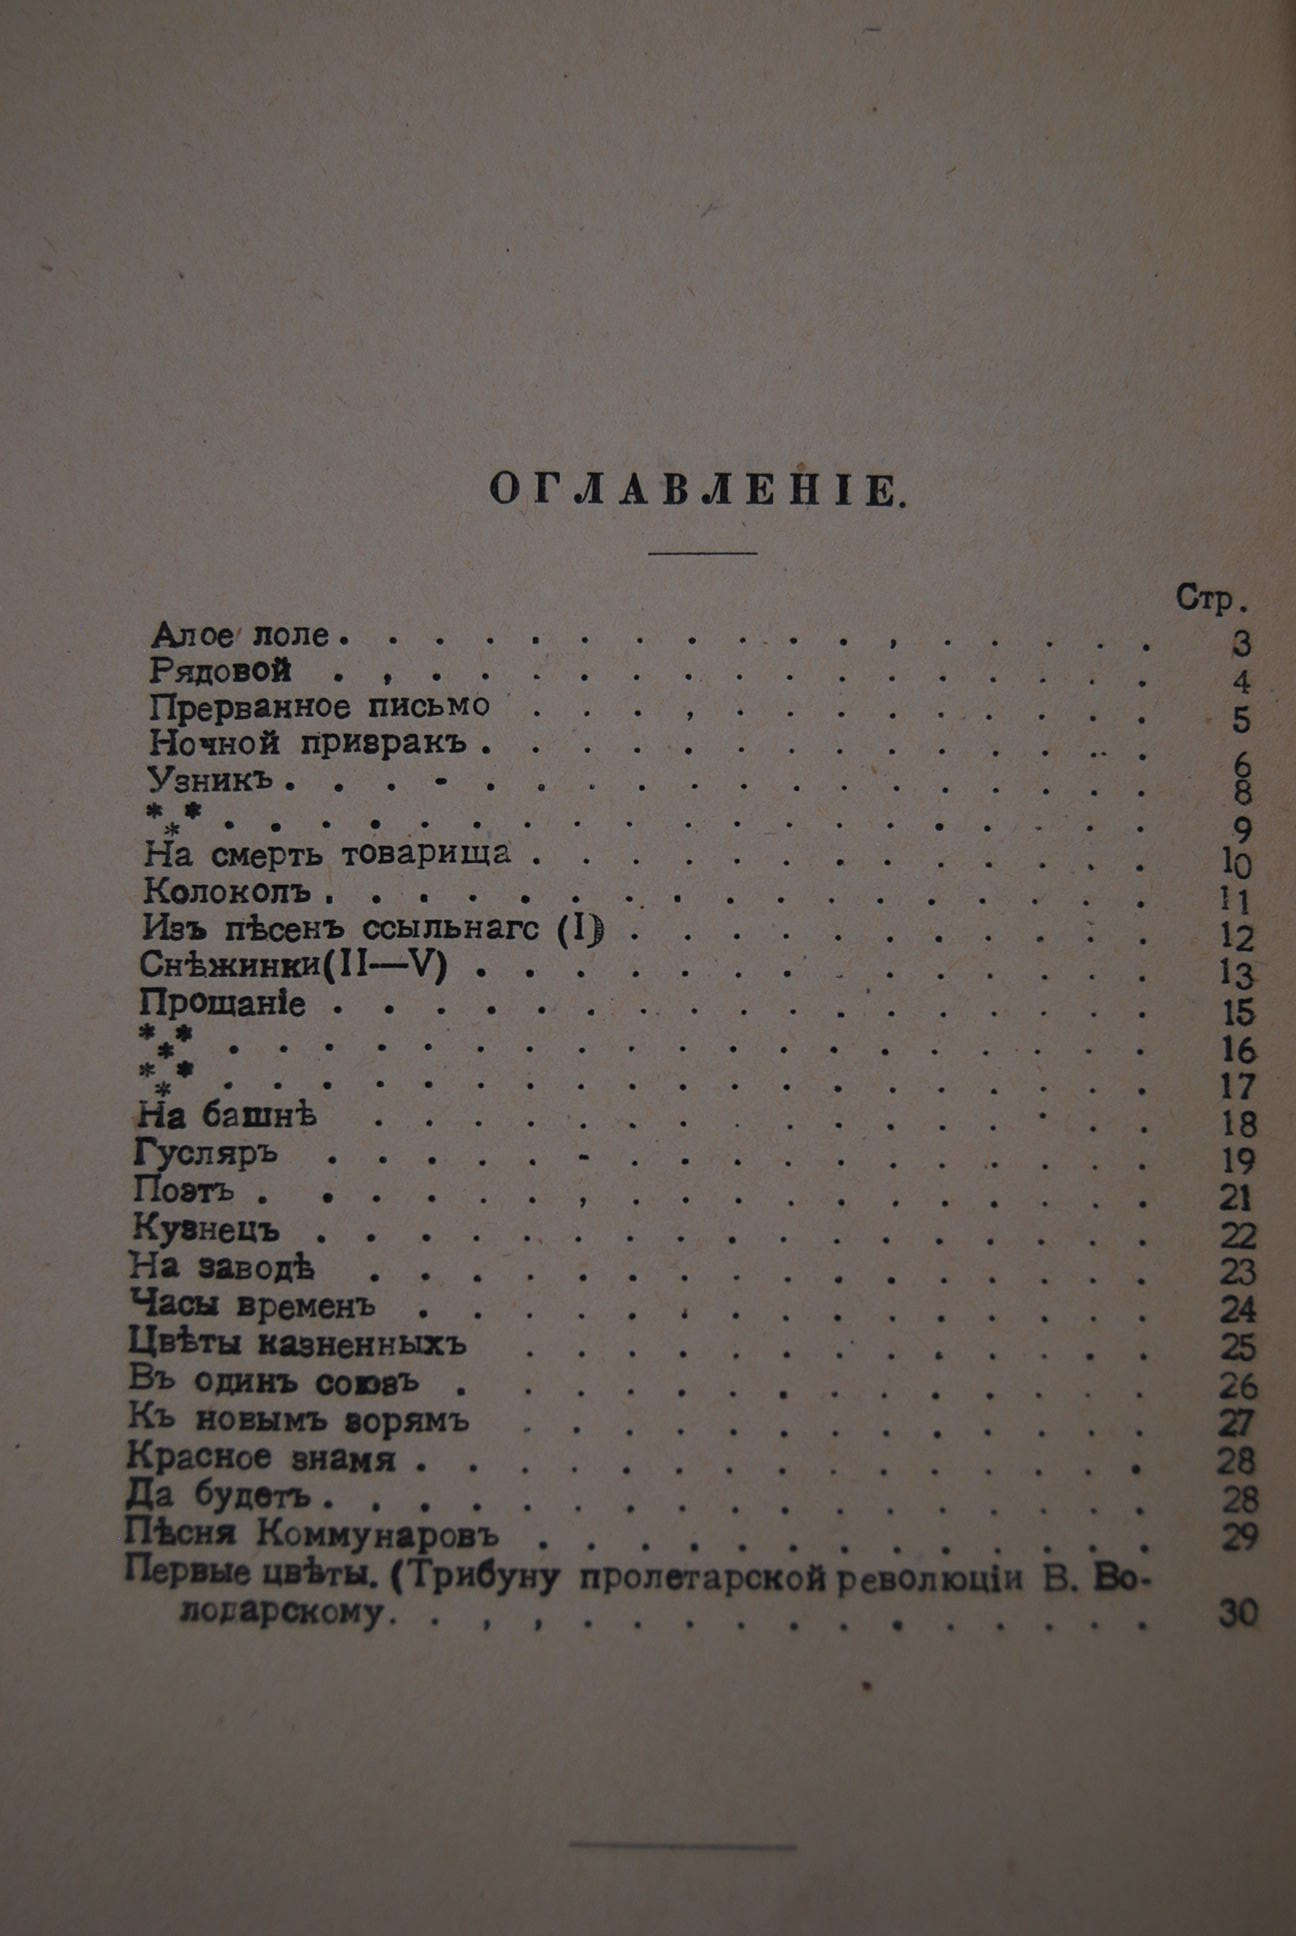 ОГЛАВЛЕНІЕ.
Стр.
Алое поле . . . . . . . . . . . . . . . . . 3
Рядовой . , . . . . . . . . . . . . . . . 4
Прерванное письмо . . . , . . . . . . . . . 5
Ночной призракъ . . . . . . . . . . . . . . 6
Узникъ . . . . . . . . . . . . . . . . . . 8
*** . . . . . . . . . . . . . . . . . . . 9
На смерть товарища . . . . . . . . . . . . . 10
Колоколъ . . . . . . . . . . . . . . . . . 11
Изъ пѣсенъ ссыльнагс (I) . . . . . . . . . . . 12
Снѣжинки(II—V) . . . . . . . . . . . . . . 13
Прощаніе . . . . . . . . . . . . . . . . . 15
*** . . . . . . . . . . . . . . . . . . . 16
*** . . . . . . . . . . . . . . . . . . . 17
На башнѣ . . . . . . . . . . . . . . . . 18
Гусляръ . . . . . . . . . . . . . . . . . 19
Поэтъ . . . . . . . , . . . . . . . . . . . 21
Кузнецъ . . . . . . . . . . . . . . . . . 22
На заводѣ . . . . . . . . . . . . . . . . 23
Часы временъ . . . . . . . . . . . . . . . 24
Цвѣты казненныхъ . . . . . . . . . . . . . 25
Въ одинъ союзъ . . . . . . . . . . . . . . 26
Къ новымъ зорямъ . . . . . . . . . . . . . 27
Красное знамя . . . . . . . . . . . . . . . 28
Да будетъ . . . . . . . . . . . . . . . . . 28
Пѣсня Коммунаровъ . . . . . . . . . . . . . 29
Первые цвѣты. (Трибуну пролетарской революціи В. Во-
лодарскому. . , , . . . . . . . . . . . . 30